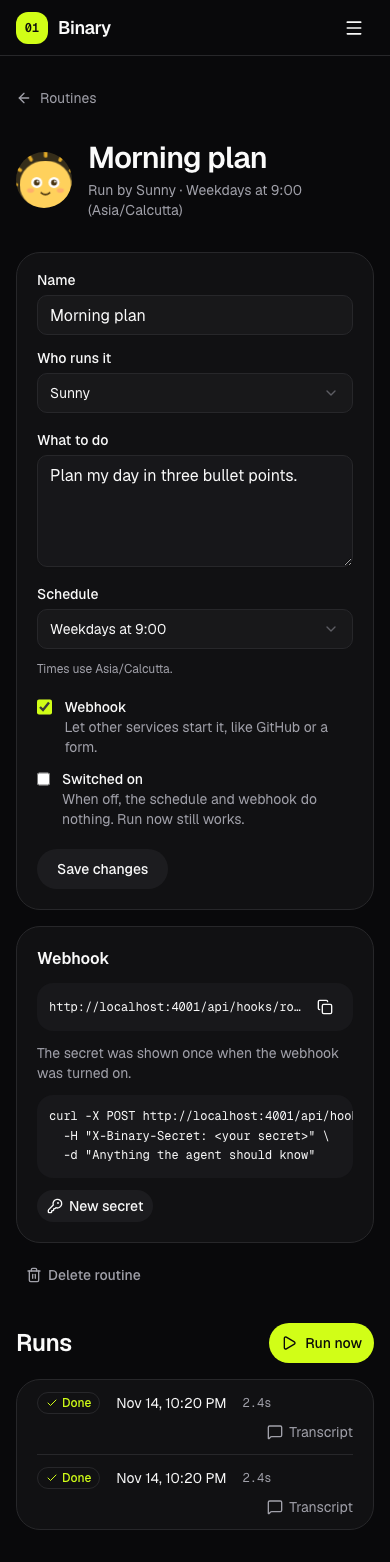 01 Binary
Routines
Morning plan
Run by Sunny · Weekdays at 9:00
(Asia/Calcutta)
Name
Morning plan
Who runs it
Sunny
What to do
Plan my day in three bullet points.
Schedule
Weekdays at 9:00
Times use Asia/Calcutta.
Webhook
Let other services start it, like GitHub or a
form.
Switched on
When off, the schedule and webhook do
nothing. Run now still works.
Save changes
Webhook
http://localhost:4001/api/hooks/ro…
The secret was shown once when the webhook
was turned on.
curl -X POST http://localhost:4001/api/hook
-H "X-Binary-Secret: <your secret>" \
-d "Anything the agent should know"
New secret
Delete routine
Runs
Run now
Done Nov 14, 10:20 PM 2.4s
Transcript
Done Nov 14, 10:20 PM 2.4s
Transcript